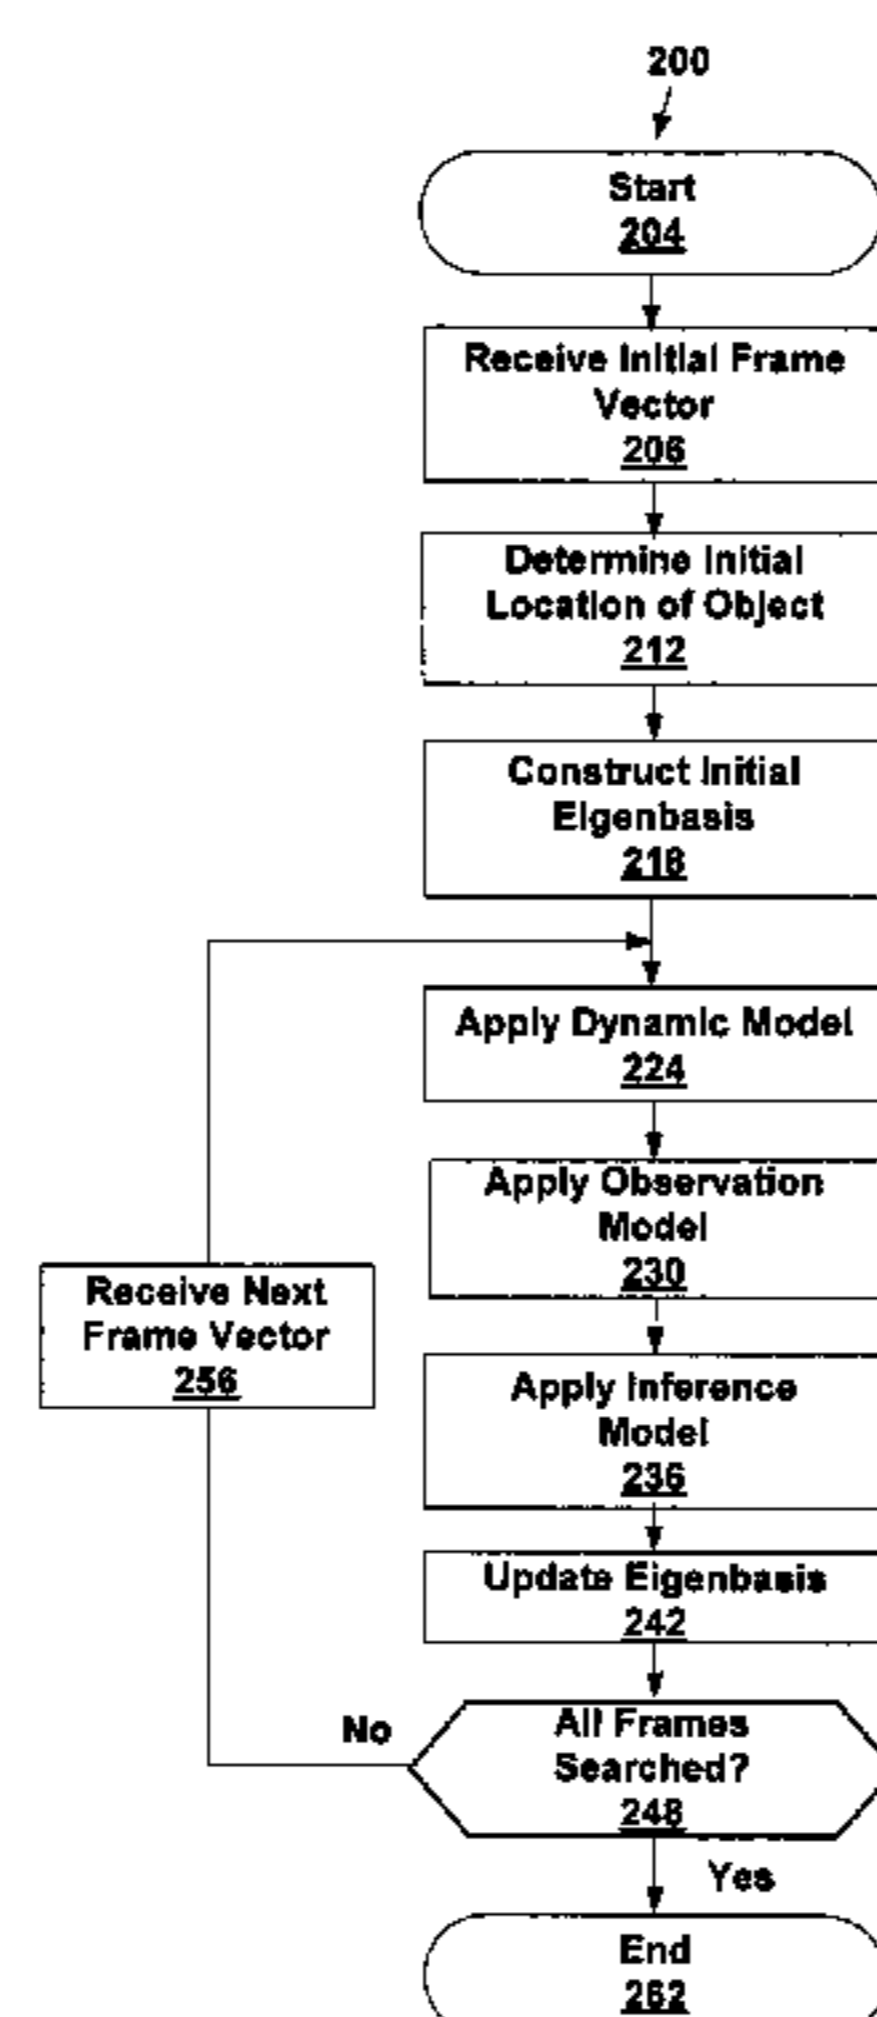 200
Start
204
Receive Initial Frame
Vector
206
Determine Initial
Location of Object
212
Construct Initial
Eigenbasis
218
Apply Dynamic Model
224
Apply Observation
Model
230
Receive Next
Frame Vector
256
Apply Inference
Model
236
Update Eigenbasis
242
No
All Frames
Searched?
248
Yes
End
262